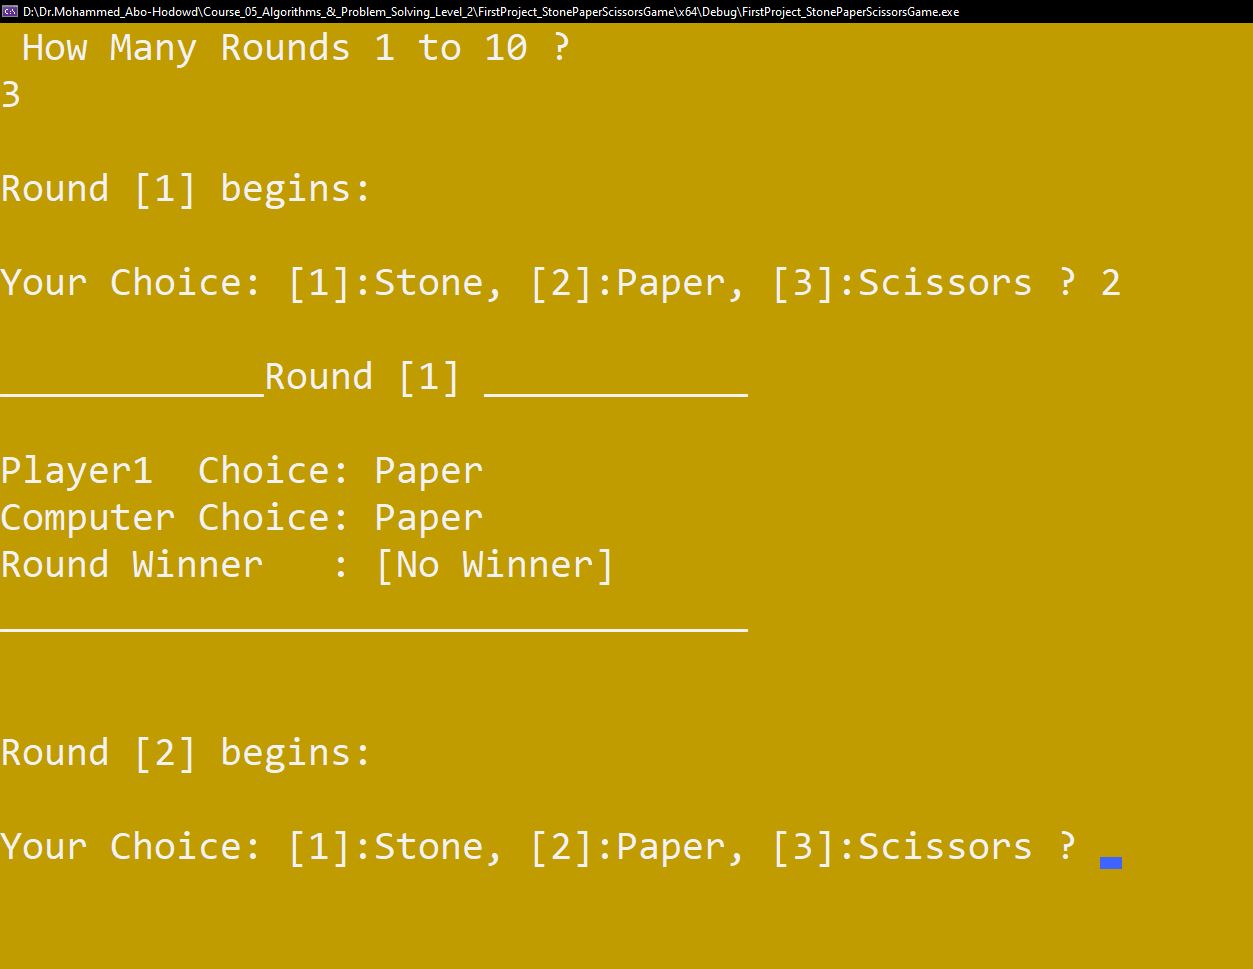 D:\Dr.Mohammed_Abo-Hodowd\Course_05_Algorithms_&_Problem_Solving_Level_2\FirstProject_StonePaperScissorsGame\x64\Debug\FirstProject_StonePaperScissorsGame.exe
How Many Rounds 1 to 10 ?
3
Round [1] begins:
Your Choice: [1]:Stone, [2]:Paper, [3]:Scissors ? 2
____________Round [1] ____________
Player1  Choice: Paper
Computer Choice: Paper
Round Winner   : [No Winner]
__________________________________
Round [2] begins:
Your Choice: [1]:Stone, [2]:Paper, [3]:Scissors ?